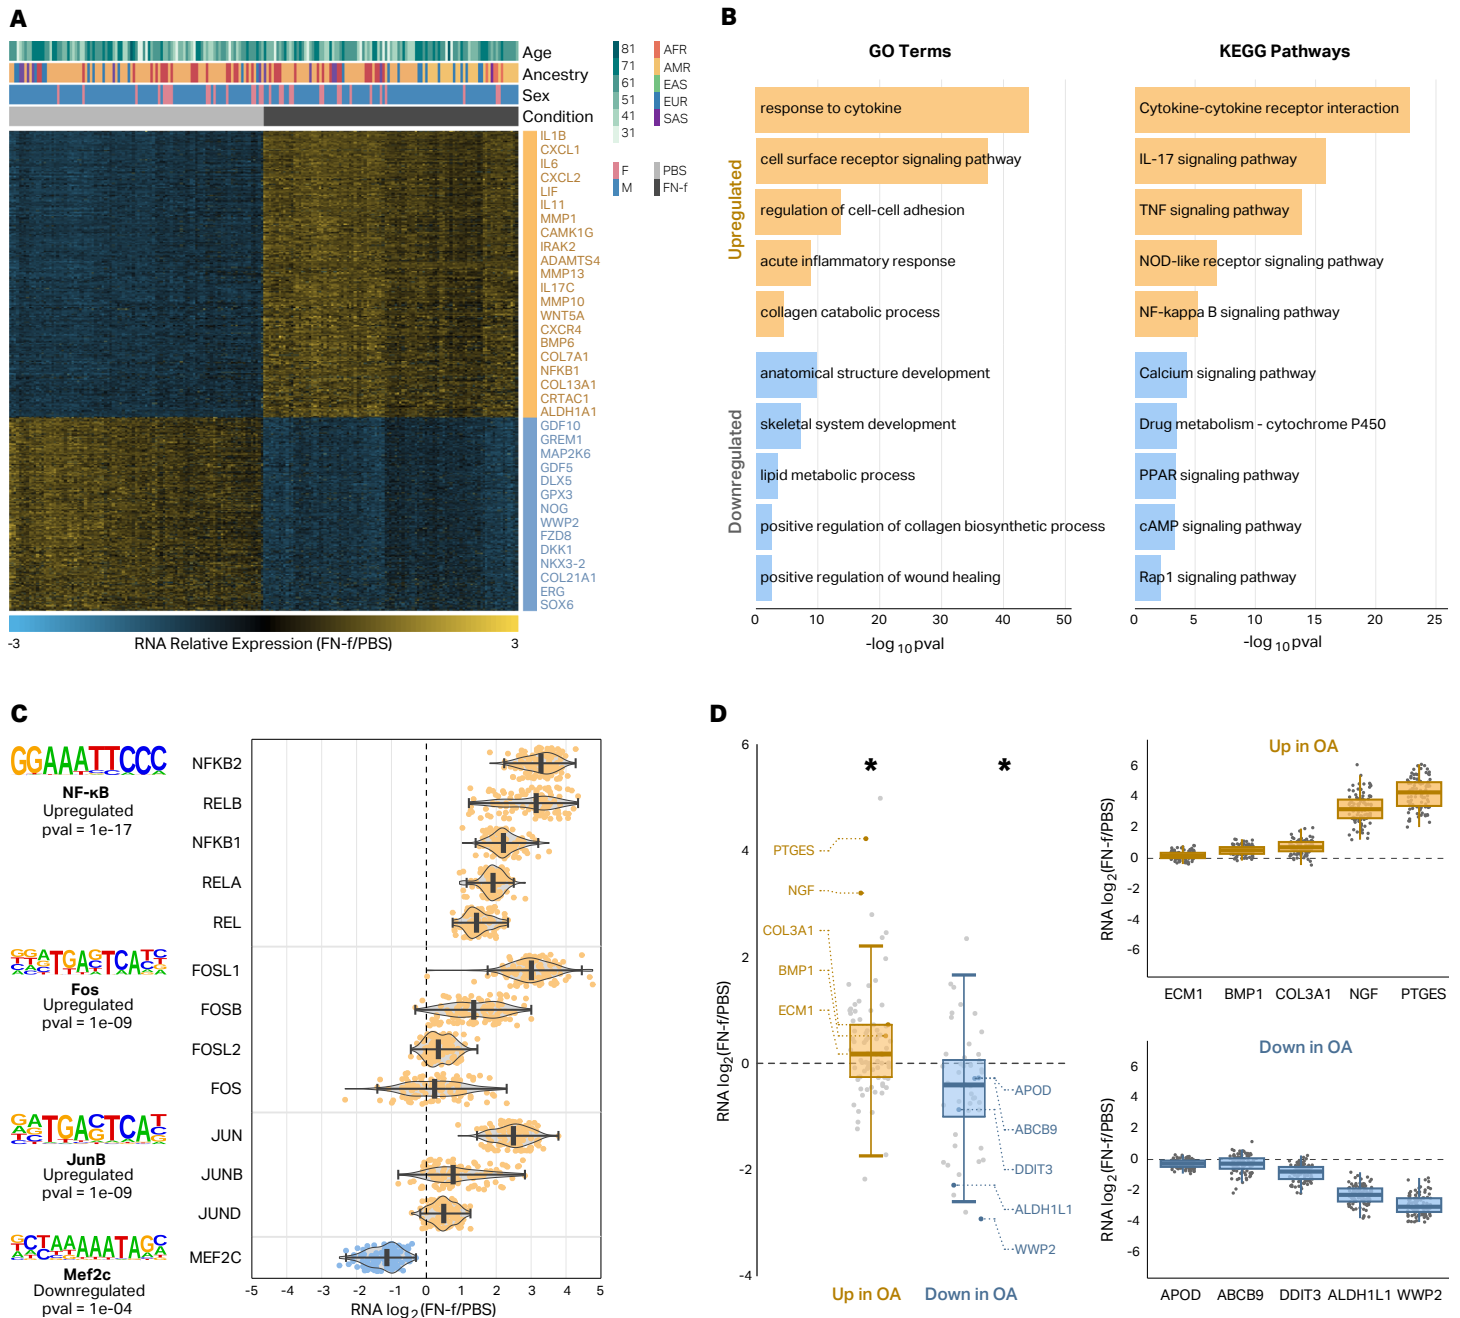 A
Age
Ancestry
Sex
Condition
81
71
61
51
41
31
AFR
AMR
EAS
EUR
SAS
F
M
PBS
FN-f
IL1B
CXCL1
IL6
CXCL2
LIF
IL11
MMP1
CAMK1G
IRAK2
ADAMTS4
MMP13
IL17C
MMP10
WNT5A
CXCR4
BMP6
COL7A1
NFKB1
COL13A1
CRTAC1
ALDH1A1
GDF10
GREM1
MAP2K6
GDF5
DLX5
GPX3
NOG
WWP2
FZD8
DKK1
NKX3-2
COL21A1
ERG
SOX6
-3
RNA Relative Expression (FN-f/PBS)
3
B
GO Terms
Upregulated
response to cytokine
cell surface receptor signaling pathway
regulation of cell-cell adhesion
acute inflammatory response
collagen catabolic process
Downregulated
anatomical structure development
skeletal system development
lipid metabolic process
positive regulation of collagen biosynthetic process
positive regulation of wound healing
0 10 20 30 40 50
-log10pval
KEGG Pathways
Cytokine-cytokine receptor interaction
IL-17 signaling pathway
TNF signaling pathway
NOD-like receptor signaling pathway
NF-kappa B signaling pathway
Calcium signaling pathway
Drug metabolism - cytochrome P450
PPAR signaling pathway
cAMP signaling pathway
Rap1 signaling pathway
0 5 10 15 20 25
-log10pval
C
GGAAATTCCC
NF-κB
Upregulated
pval = 1e-17
NFKB2
RELB
NFKB1
RELA
REL
Fos
Upregulated
pval = 1e-09
FOSL1
FOSB
FOSL2
FOS
JunB
Upregulated
pval = 1e-09
JUN
JUNB
JUND
Mef2c
Downregulated
pval = 1e-04
MEF2C
-5 -4 -3 -2 -1 0 1 2 3 4 5
RNA log2(FN-f/PBS)
D
RNA log2(FN-f/PBS)
6
4
2
0
-2
-4
*
*
PTGES
NGF
COL3A1
BMP1
ECM1
APOD
ABCB9
DDIT3
ALDH1L1
WWP2
Up in OA
Down in OA
Up in OA
RNA log2(FN-f/PBS)
6
4
2
0
-2
-4
-6
ECM1 BMP1 COL3A1 NGF PTGES
Down in OA
RNA log2(FN-f/PBS)
6
4
2
0
-2
-4
-6
APOD ABCB9 DDIT3 ALDH1L1 WWP2